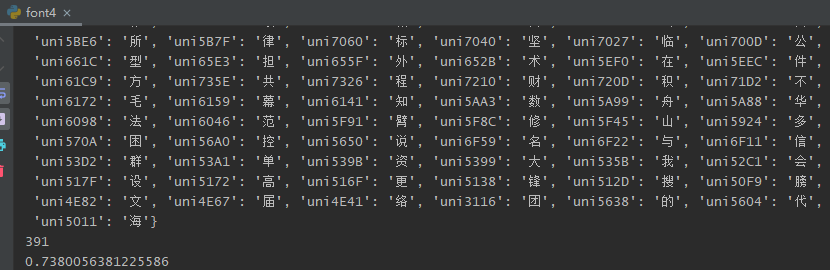 font4 ×
'uni5BE6': '所', 'uni5B7F': '律', 'uni7060': '标', 'uni7040': '坚', 'uni7027': '临', 'uni700D': '公',
'uni661C': '型', 'uni65E3': '担', 'uni655F': '外', 'uni652B': '术', 'uni5EF0': '在', 'uni5EEC': '件',
'uni61C9': '方', 'uni735E': '共', 'uni7326': '程', 'uni7210': '财', 'uni720D': '积', 'uni71D2': '不',
'uni6172': '毛', 'uni6159': '幕', 'uni6141': '知', 'uni5AA3': '数', 'uni5A99': '舟', 'uni5A88': '华',
'uni6098': '法', 'uni6046': '范', 'uni5F91': '臂', 'uni5F8C': '修', 'uni5F45': '山', 'uni5924': '多',
'uni570A': '困', 'uni56A0': '控', 'uni5650': '说', 'uni6F59': '名', 'uni6F22': '与', 'uni6F11': '信',
'uni53D2': '群', 'uni53A1': '单', 'uni539B': '资', 'uni5399': '大', 'uni535B': '我', 'uni52C1': '会',
'uni517F': '设', 'uni5172': '高', 'uni516F': '更', 'uni5138': '锋', 'uni512D': '搜', 'uni50F9': '膀',
'uni4E82': '文', 'uni4E67': '届', 'uni4E41': '络', 'uni3116': '团', 'uni5638': '的', 'uni5604': '代',
'uni5011': '海'}
391
0.7380056381225586